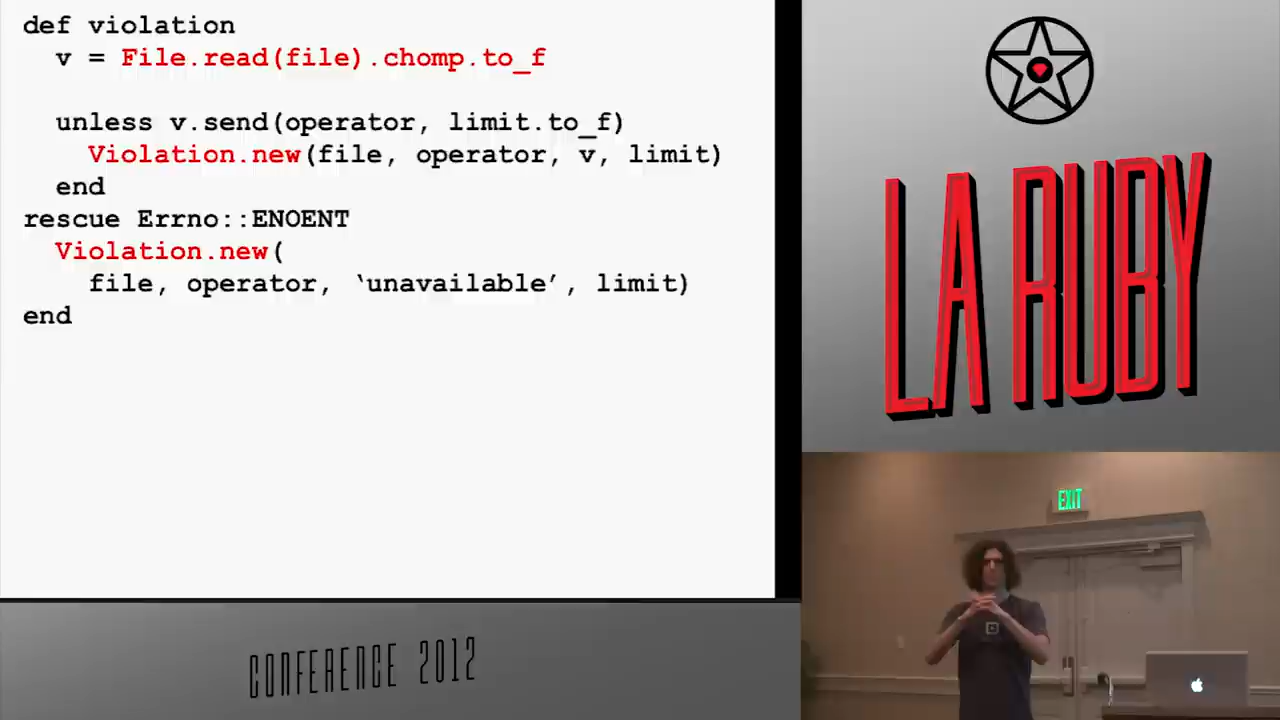 def violation
  v = File.read(file).chomp.to_f
  unless v.send(operator, limit.to_f)
    Violation.new(file, operator, v, limit)
  end
rescue Errno::ENOENT
  Violation.new(
    file, operator, ‘unavailable’, limit)
end
LA RUBY
CONFERENCE 2012
EXIT